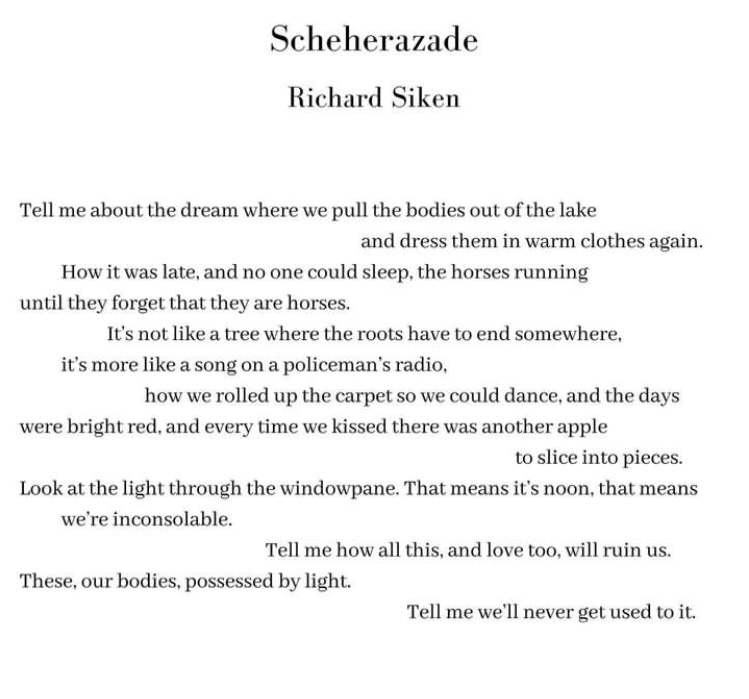 Scheherazade
Richard Siken
Tell me about the dream where we pull the bodies out of the lake
and dress them in warm clothes again.
How it was late, and no one could sleep, the horses running
until they forget that they are horses.
It's not like a tree where the roots have to end somewhere,
it's more like a song on a policeman's radio,
how we rolled up the carpet so we could dance, and the days
were bright red, and every time we kissed there was another apple
to slice into pieces.
Look at the light through the windowpane. That means it's noon, that means
we're inconsolable.
Tell me how all this, and love too, will ruin us.
These, our bodies, possessed by light.
Tell me we'll never get used to it.